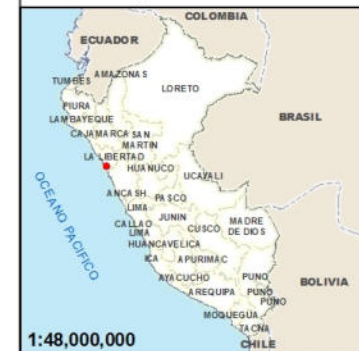 COLOMBIA
ECUADOR
TUMBES
AMAZONAS
LORETO
PIURA
LAMBAYEQUE
CAJAMARCA
SAN
MARTIN
BRASIL
LA LIBERTAD
HUANUCO
UCAYALI
ANCASH
PASCO
OCEANO PACIFICO
LIMA
JUNIN
CALLAO
LIMA
CUSCO
MADRE
DE DIOS
HUANCAVELICA
ICA
APURIMAC
AYACUCHO
PUNO
BOLIVIA
AREQUIPA
PUNO
PUNO
MOQUEGUA
TACNA
1:48,000,000
CHILE